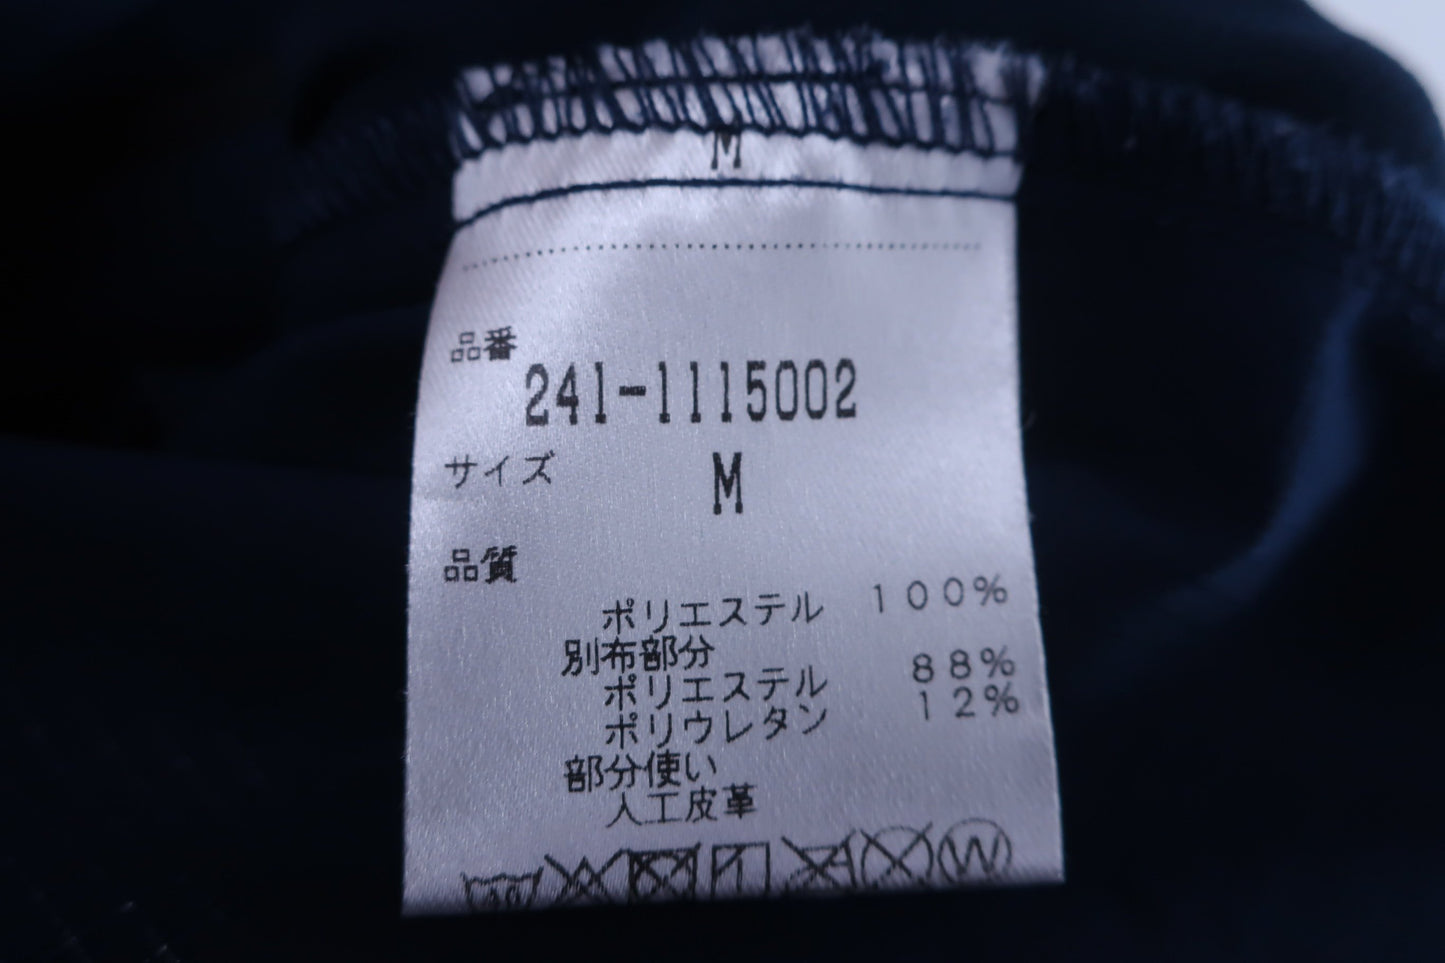 M
品番
241-1115002
サイズ M
品質
ポリエステル 100%
別布部分
ポリエステル 88%
ポリウレタン 12%
部分使い
人工皮革
40
W